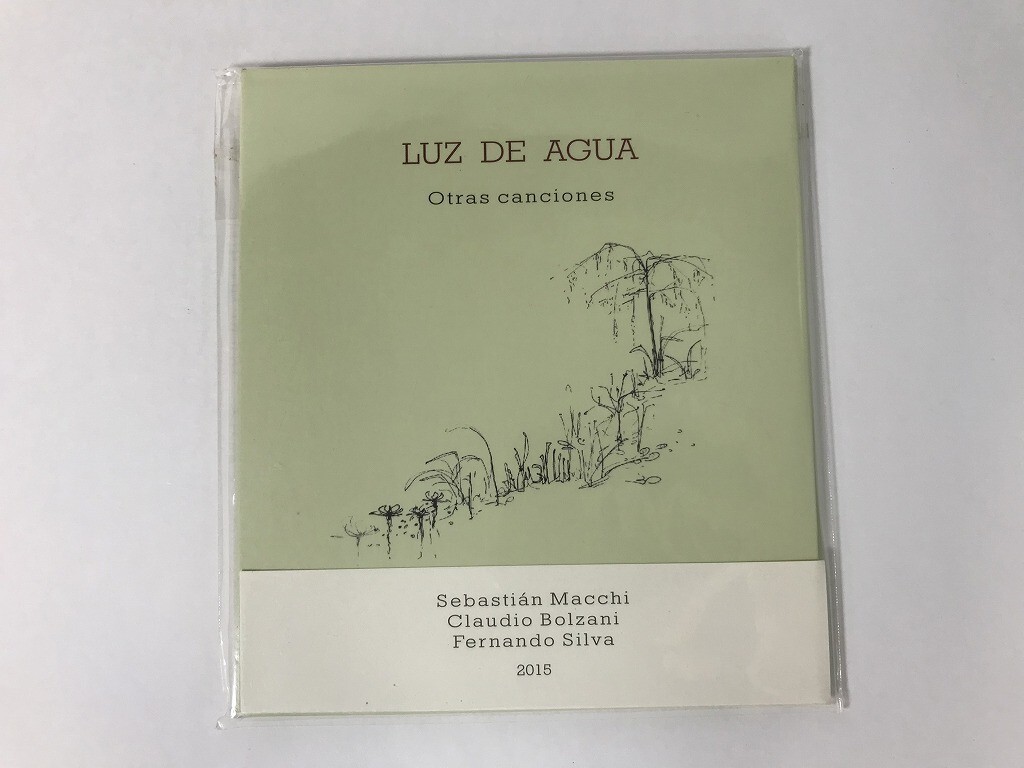 LUZ DE AGUA
Otras canciones
Sebastián Macchi
Claudio Bolzani
Fernando Silva
2015